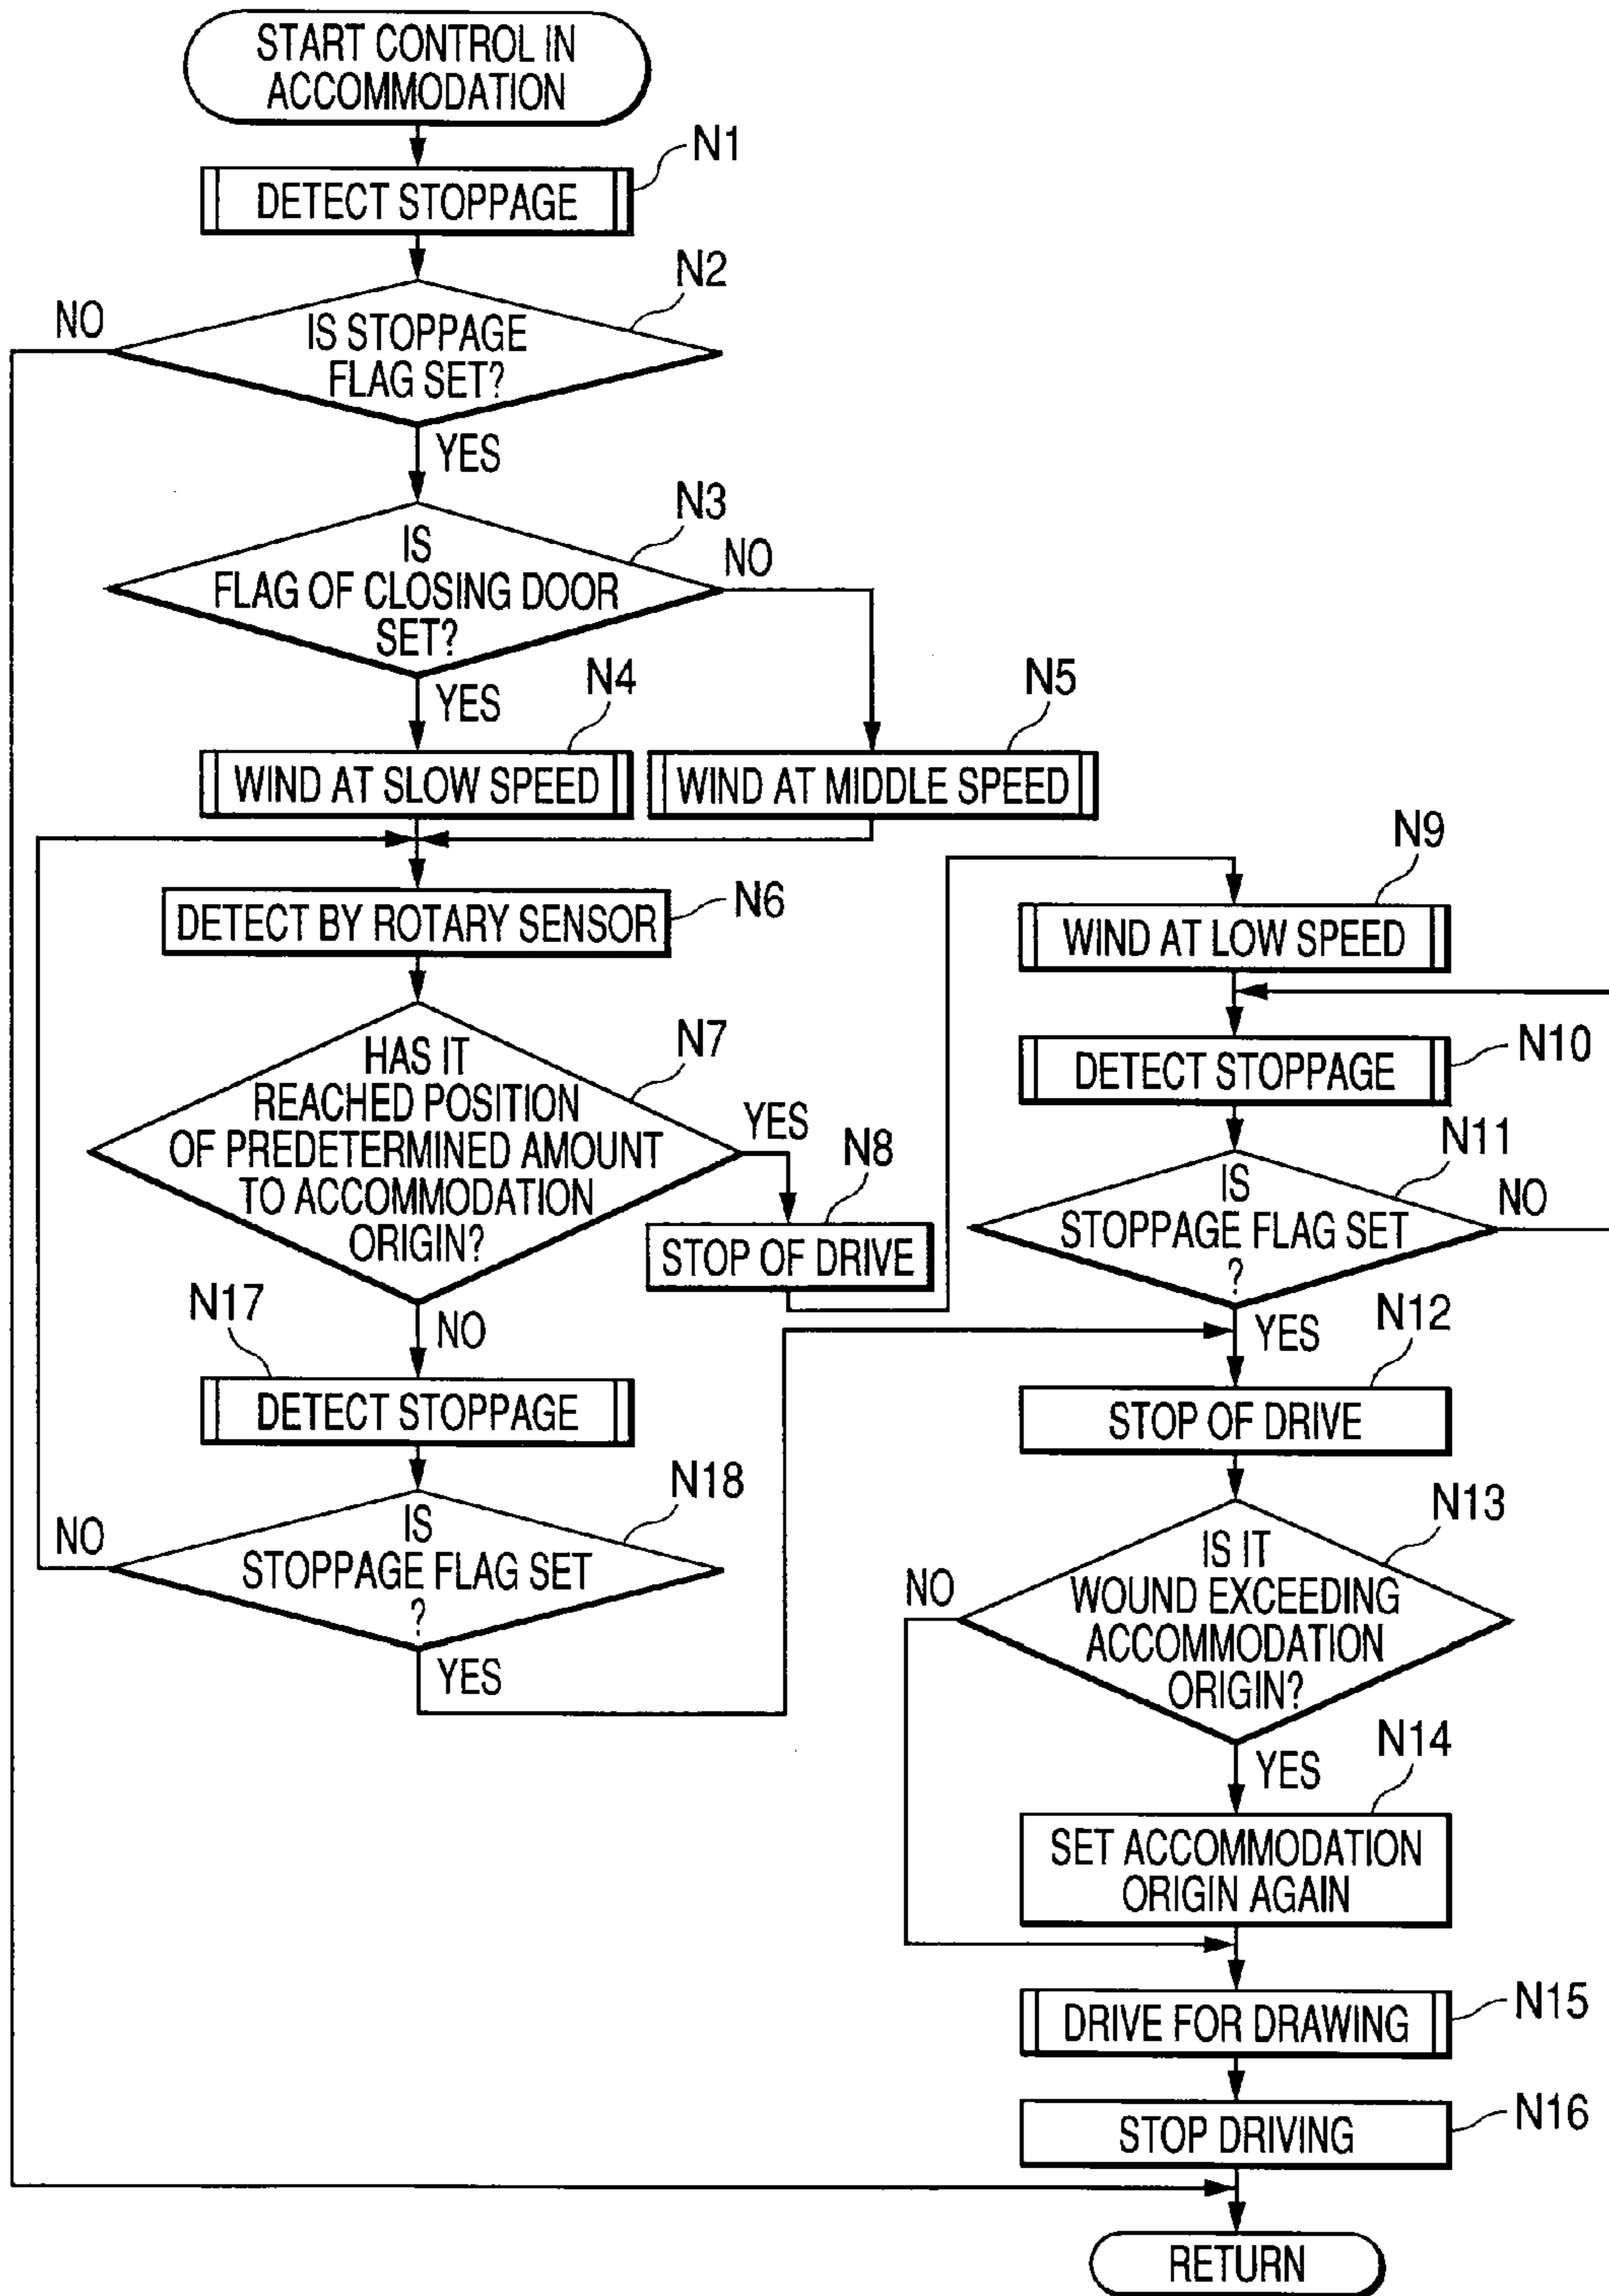 START CONTROL IN
ACCOMMODATION
N1
DETECT STOPPAGE
N2
NO
IS STOPPAGE
FLAG SET?
YES
N3
IS
FLAG OF CLOSING DOOR
SET?
NO
YES
N4
WIND AT SLOW SPEED
N5
WIND AT MIDDLE SPEED
N6
DETECT BY ROTARY SENSOR
N7
HAS IT
REACHED POSITION
OF PREDETERMINED AMOUNT
TO ACCOMMODATION
ORIGIN?
YES
N8
STOP OF DRIVE
NO
N17
DETECT STOPPAGE
N18
IS
STOPPAGE FLAG SET
?
NO
YES
N9
WIND AT LOW SPEED
N10
DETECT STOPPAGE
N11
IS
STOPPAGE FLAG SET
?
NO
YES
N12
STOP OF DRIVE
N13
IS IT
WOUND EXCEEDING
ACCOMMODATION
ORIGIN?
NO
YES
N14
SET ACCOMMODATION
ORIGIN AGAIN
N15
DRIVE FOR DRAWING
N16
STOP DRIVING
RETURN